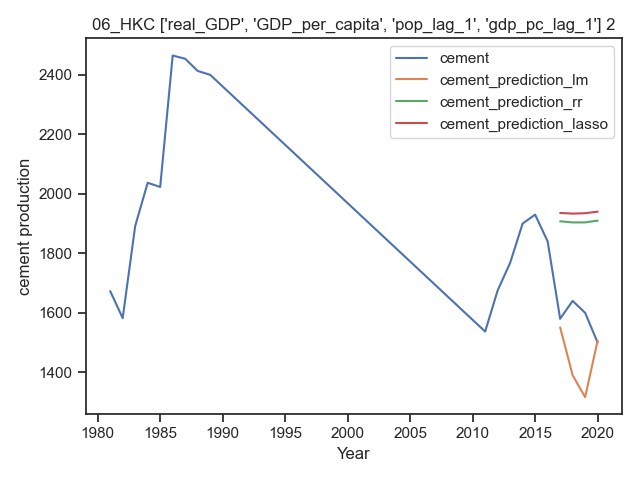 06_HKC ['real_GDP', 'GDP_per_capita', 'pop_lag_1', 'gdp_pc_lag_1'] 2
cement
cement_prediction_lm
cement_prediction_rr
cement_prediction_lasso
cement production
2400
2200
2000
1800
1600
1400
1980 1985 1990 1995 2000 2005 2010 2015 2020
Year